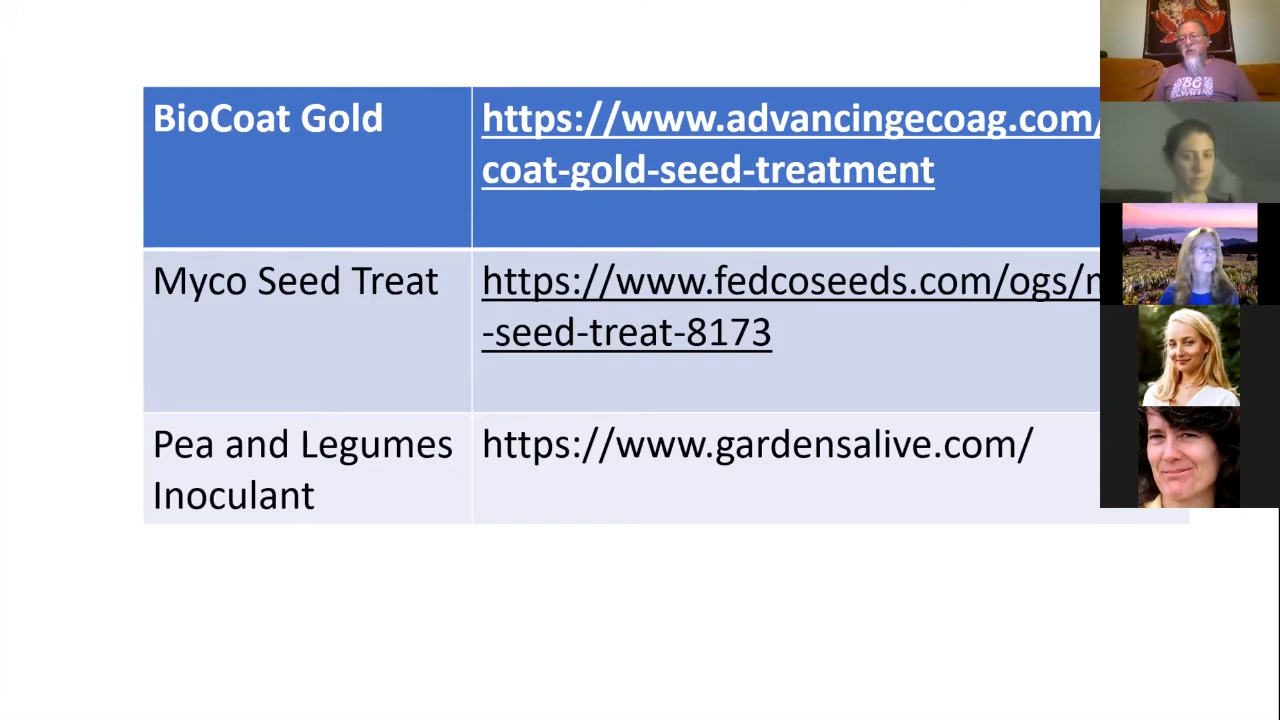 BioCoat Gold
https://www.advancingecoag.com/
coat-gold-seed-treatment
Myco Seed Treat
https://www.fedcoseeds.com/ogs/
-seed-treat-8173
Pea and Legumes
Inoculant
https://www.gardensalive.com/